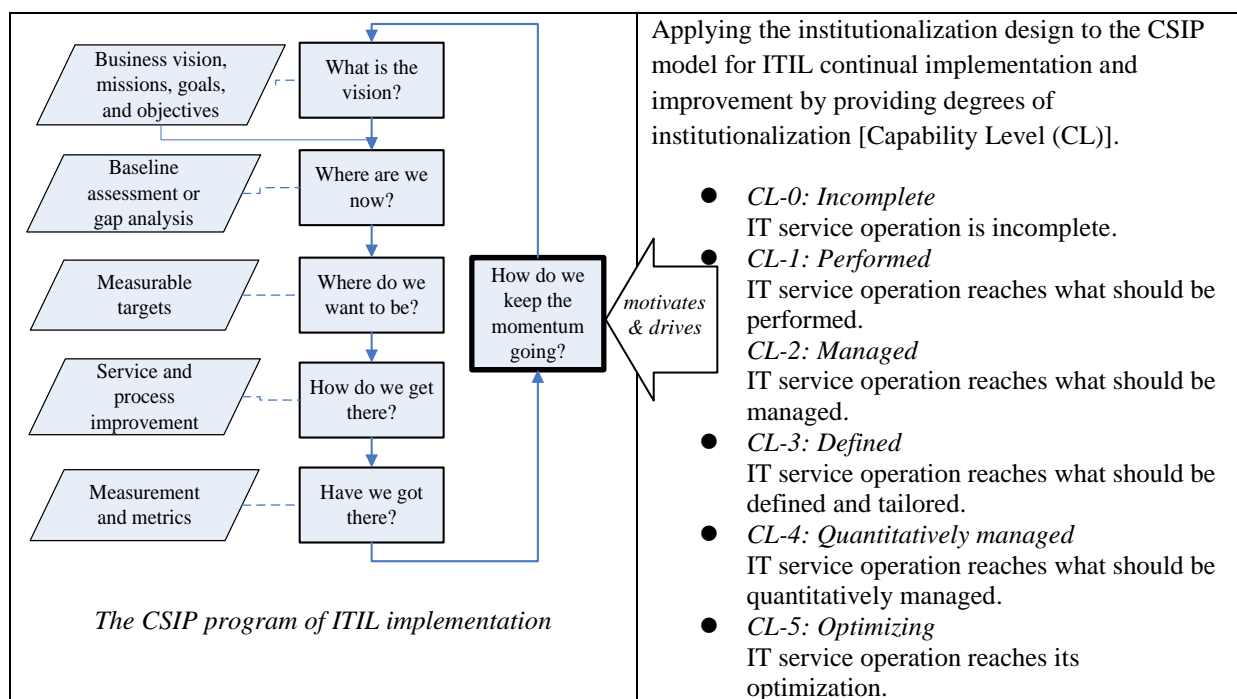 Business vision,
missions, goals,
and objectives
What is the
vision?
Baseline
assessment or
gap analysis
Where are we
now?
Measurable
targets
Where do we
want to be?
Service and
process
improvement
How do we get
there?
Measurement
and metrics
Have we got
there?
How do we
keep the
momentum
going?
motivates
& drives
The CSIP program of ITIL implementation
Applying the institutionalization design to the CSIP
model for ITIL continual implementation and
improvement by providing degrees of
institutionalization [Capability Level (CL)].
● CL-0: Incomplete
IT service operation is incomplete.
● CL-1: Performed
IT service operation reaches what should be
performed.
CL-2: Managed
IT service operation reaches what should be
managed.
● CL-3: Defined
IT service operation reaches what should be
defined and tailored.
● CL-4: Quantitatively managed
IT service operation reaches what should be
quantitatively managed.
● CL-5: Optimizing
IT service operation reaches its
optimization.